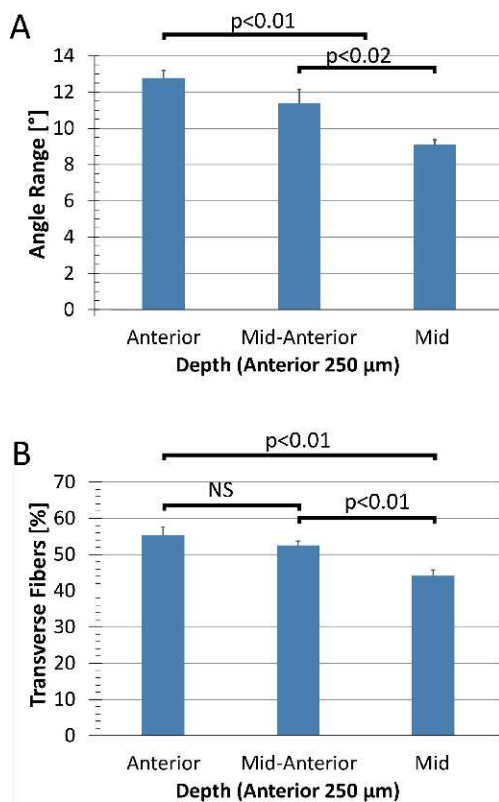 A
p<0.01
p<0.02
14
12
10
8
6
4
2
0
Angle Range [°]
Anterior Mid-Anterior Mid
Depth (Anterior 250 µm)
B
p<0.01
NS
p<0.01
70
60
50
40
30
20
10
0
Transverse Fibers [%]
Anterior Mid-Anterior Mid
Depth (Anterior 250 µm)